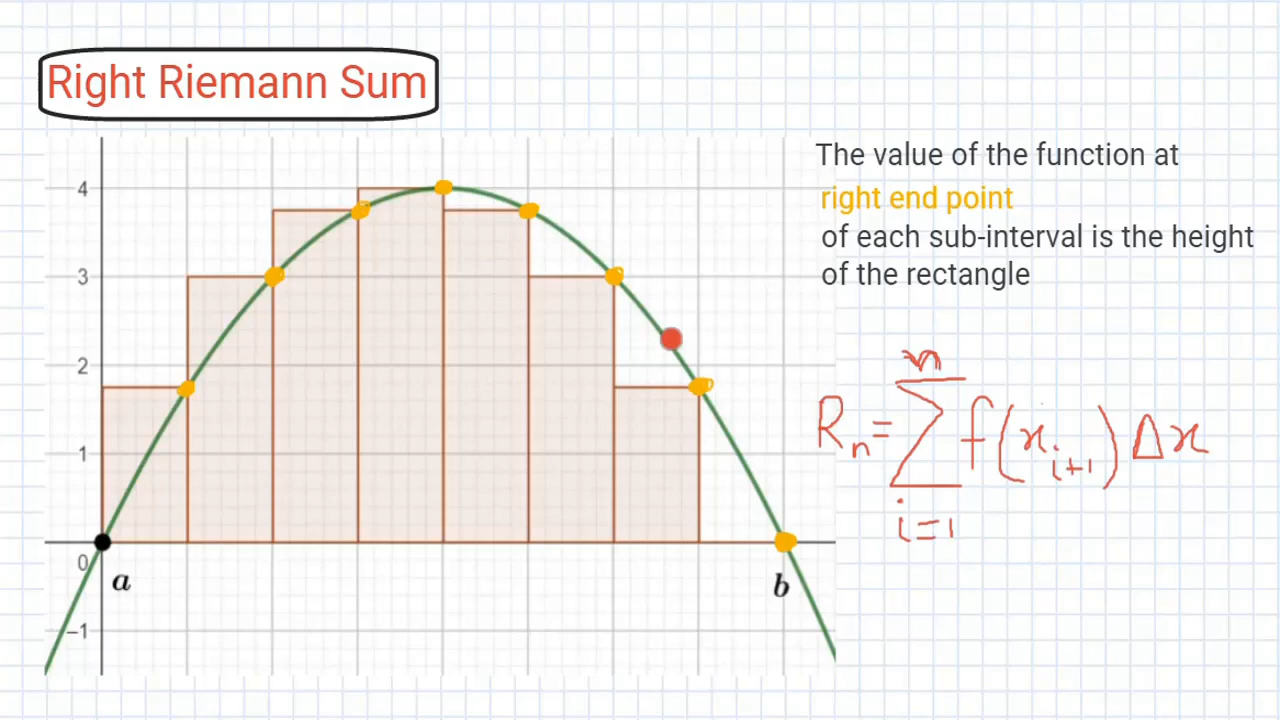 Right Riemann Sum
The value of the function at
right end point
of each sub-interval is the height
of the rectangle
4
3
2
1
0
−1
a
b
n
Rₙ = ∑ f(xᵢ₊₁) Δx
i=1